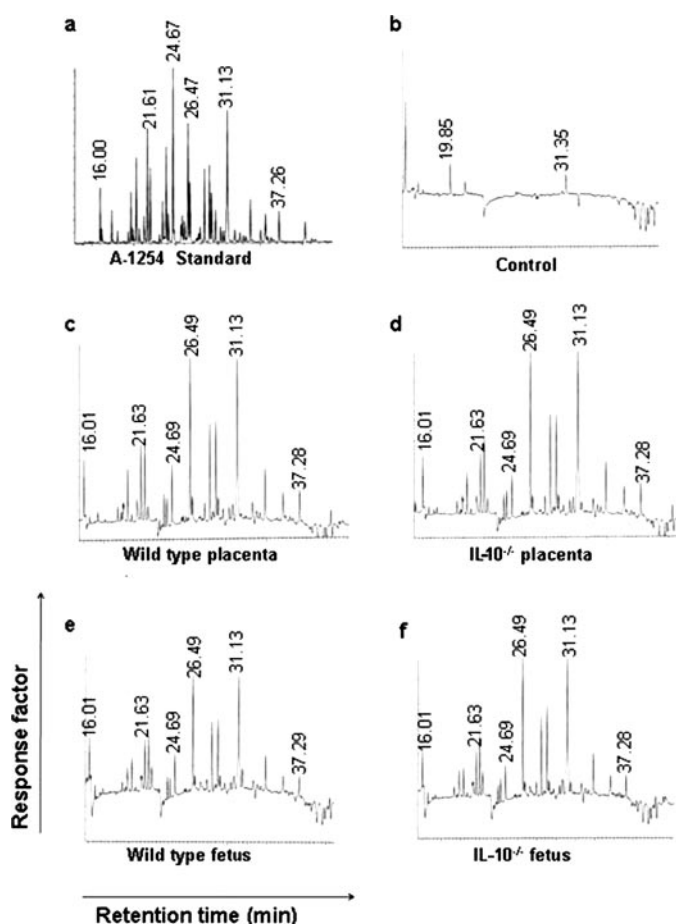 a
16.00
21.61
24.67
26.47
31.13
37.26
A-1254 Standard
b
19.85
31.35
Control
c
16.01
21.63
24.69
26.49
31.13
37.28
Wild type placenta
d
16.01
21.63
24.69
26.49
31.13
37.28
IL-10-/- placenta
e
16.01
21.63
24.69
26.49
31.13
37.29
Wild type fetus
f
16.01
21.63
24.69
26.49
31.13
37.28
IL-10-/- fetus
Response factor
Retention time (min)